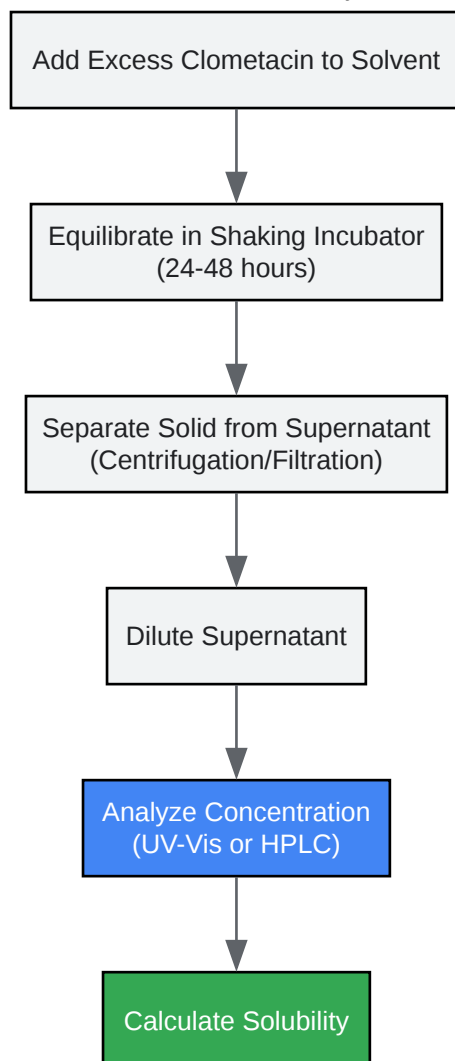 Add Excess Clometacin to Solvent
Equilibrate in Shaking Incubator
(24-48 hours)
Separate Solid from Supernatant
(Centrifugation/Filtration)
Dilute Supernatant
Analyze Concentration
(UV-Vis or HPLC)
Calculate Solubility